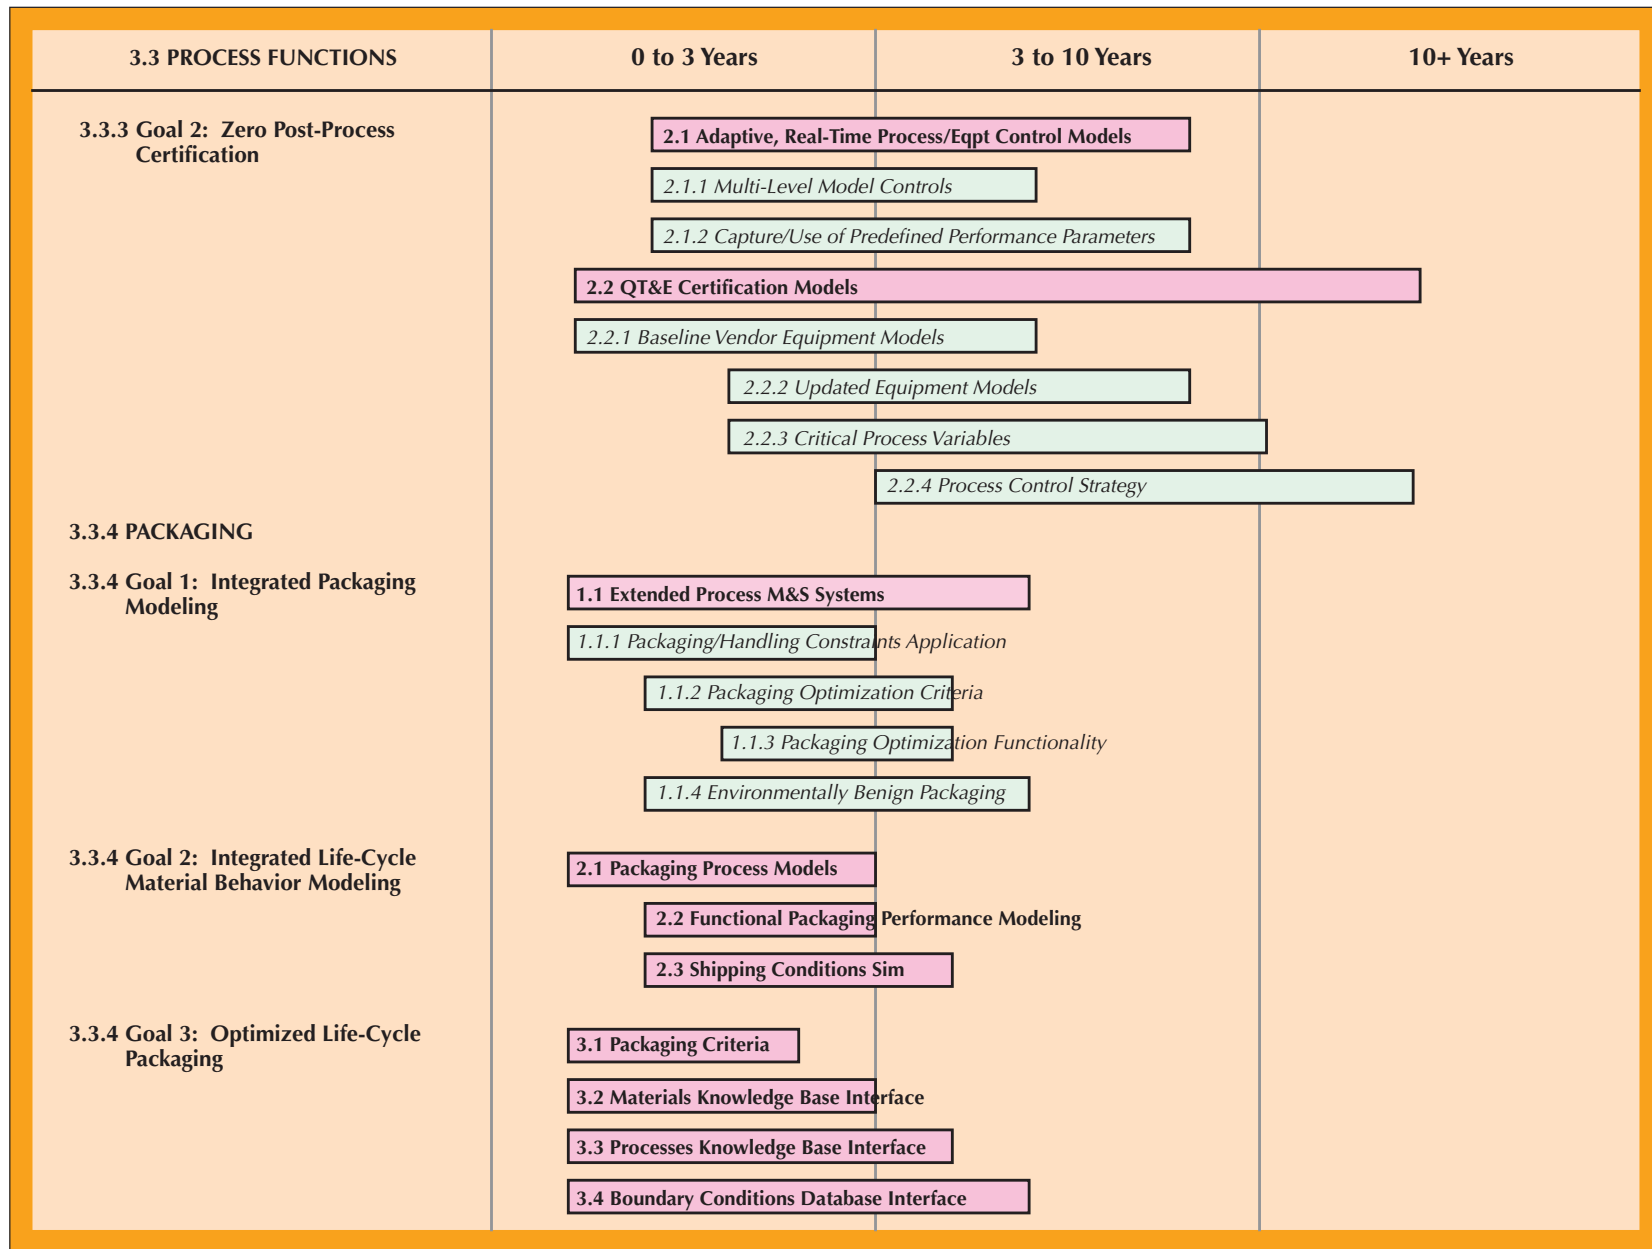 3.3 PROCESS FUNCTIONS
0 to 3 Years
3 to 10 Years
10+ Years
3.3.3 Goal 2: Zero Post-Process
Certification
2.1 Adaptive, Real-Time Process/Eqpt Control Models
2.1.1 Multi-Level Model Controls
2.1.2 Capture/Use of Predefined Performance Parameters
2.2 QT&E Certification Models
2.2.1 Baseline Vendor Equipment Models
2.2.2 Updated Equipment Models
2.2.3 Critical Process Variables
2.2.4 Process Control Strategy
3.3.4 PACKAGING
3.3.4 Goal 1: Integrated Packaging
Modeling
1.1 Extended Process M&S Systems
1.1.1 Packaging/Handling Constraints Application
1.1.2 Packaging Optimization Criteria
1.1.3 Packaging Optimization Functionality
1.1.4 Environmentally Benign Packaging
3.3.4 Goal 2: Integrated Life-Cycle
Material Behavior Modeling
2.1 Packaging Process Models
2.2 Functional Packaging Performance Modeling
2.3 Shipping Conditions Sim
3.3.4 Goal 3: Optimized Life-Cycle
Packaging
3.1 Packaging Criteria
3.2 Materials Knowledge Base Interface
3.3 Processes Knowledge Base Interface
3.4 Boundary Conditions Database Interface